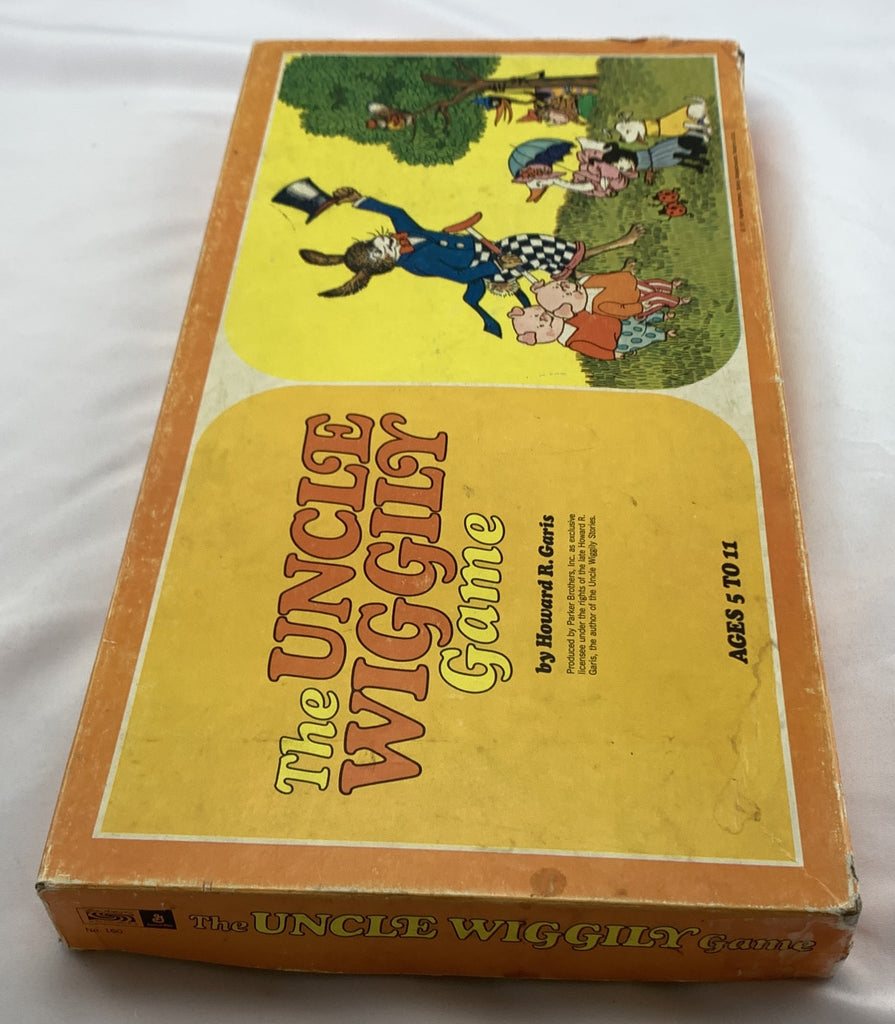 The UNCLE
WIGGILY
Game
by Howard R. Garis
Produced by Parker Brothers, Inc. as exclusive
licensee under the rights of the late Howard R.
Garis, the author of the Uncle Wiggily Stories.
AGES 5 TO 11
The UNCLE WIGGILY Game
No. 160